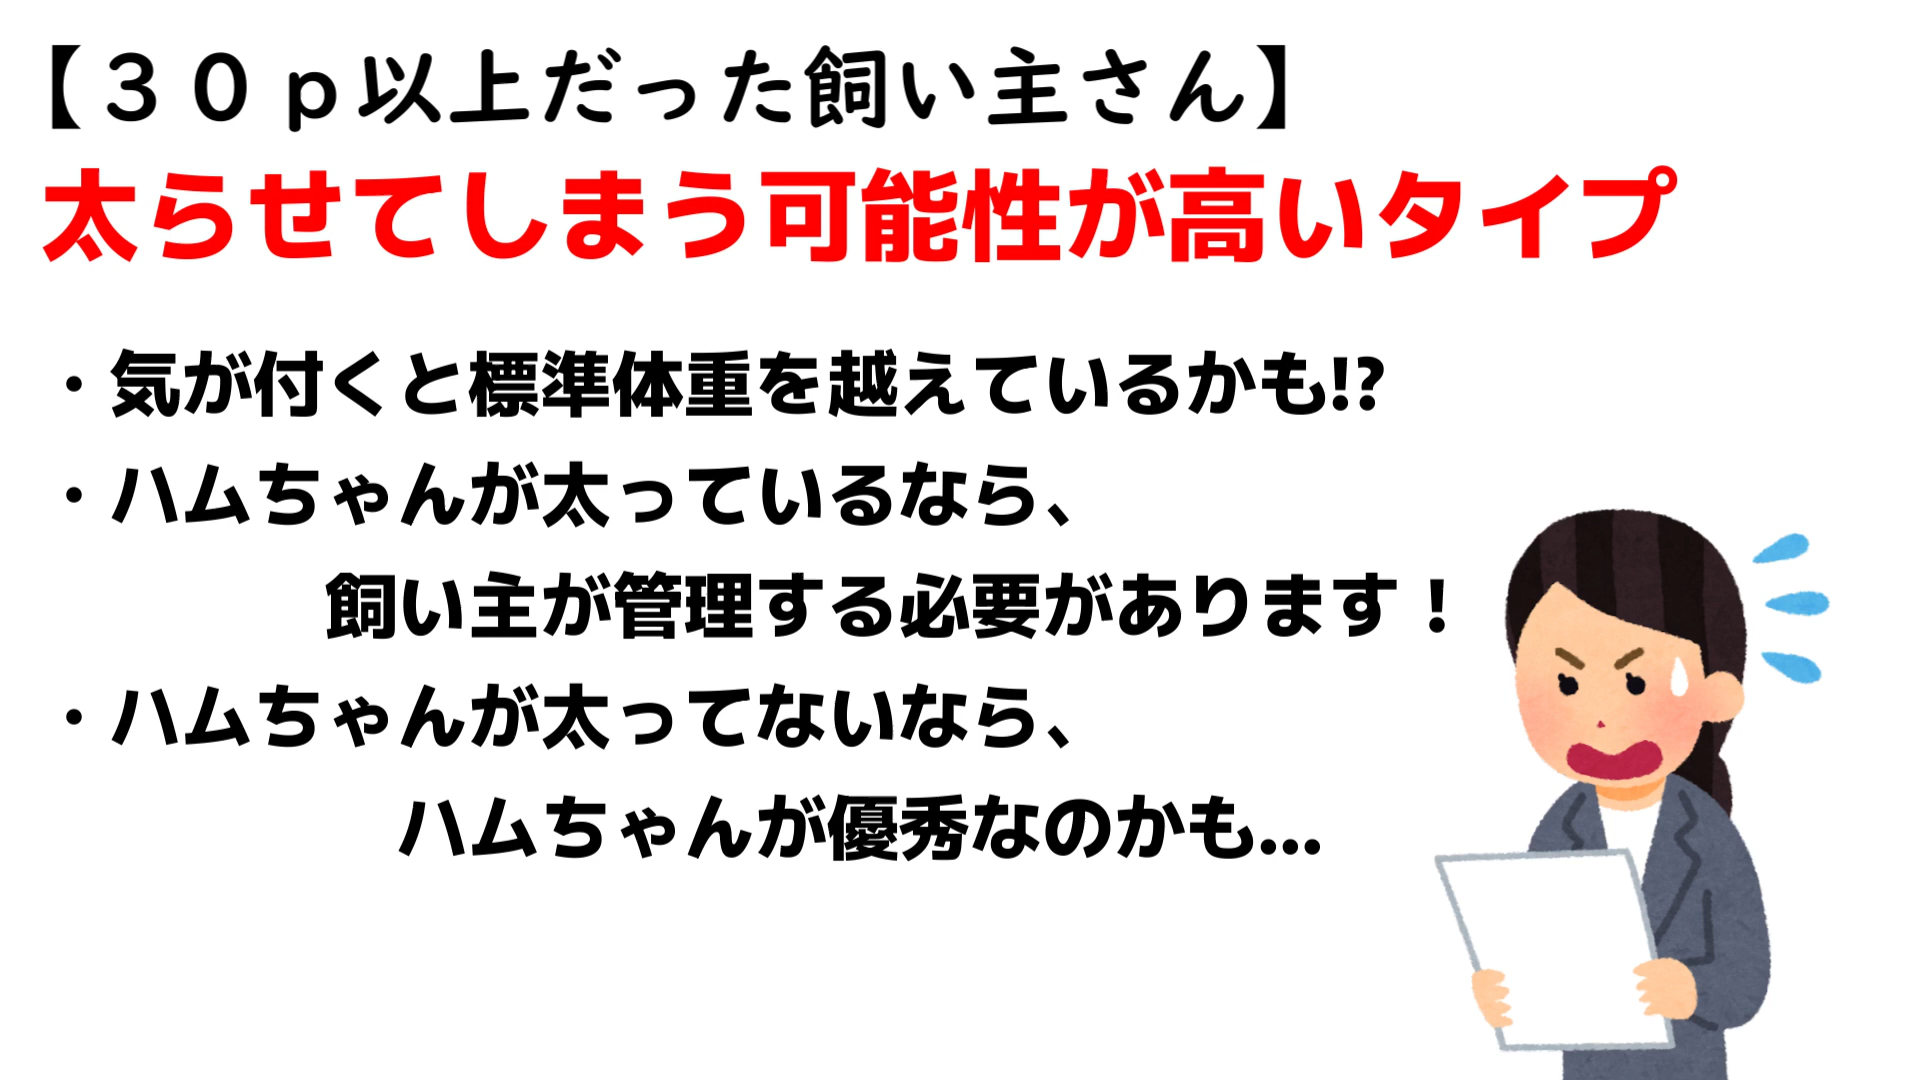 【３０ｐ以上だった飼い主さん】
太らせてしまう可能性が高いタイプ
・気が付くと標準体重を越えているかも!?
・ハムちゃんが太っているなら、
飼い主が管理する必要があります！
・ハムちゃんが太ってないなら、
ハムちゃんが優秀なのかも...